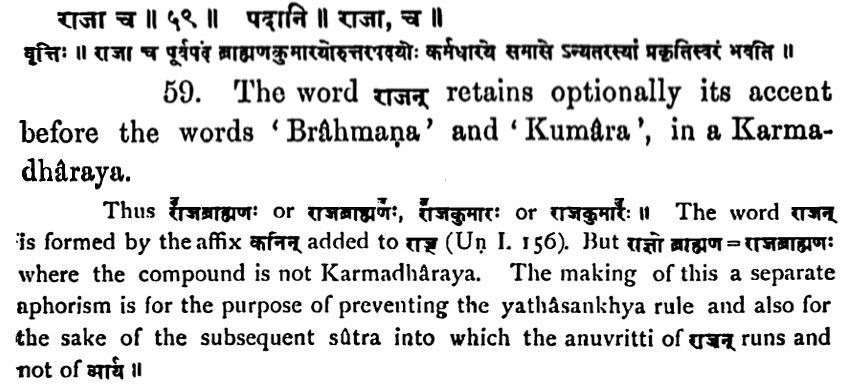 राजा च ॥ ५९ ॥ पदानि ॥ राजा, च ॥
वृत्तिः ॥ राजा च पूर्वपदं ब्राह्मणकुमारयोरुत्तरपदयोः कर्मधारये समासे ऽन्यतरस्यां प्रकृतिस्वरं भवति ॥
59. The word राजन् retains optionally its accent
before the words ‘Brâhmaṇa’ and ‘Kumâra’, in a Karma-
dhâraya.
Thus राँजब्राह्मणः or राजब्राह्मणँः, राँजकुमारः or राजकुमारँः ॥ The word राजन्
is formed by the affix कनिन् added to राज् (Uṇ I. 156). But राज्ञो ब्राह्मण = राजब्राह्मणः
where the compound is not Karmadhâraya. The making of this a separate
aphorism is for the purpose of preventing the yathâsankhya rule and also for
the sake of the subsequent sûtra into which the anuvritti of राजन् runs and
not of आर्य ॥